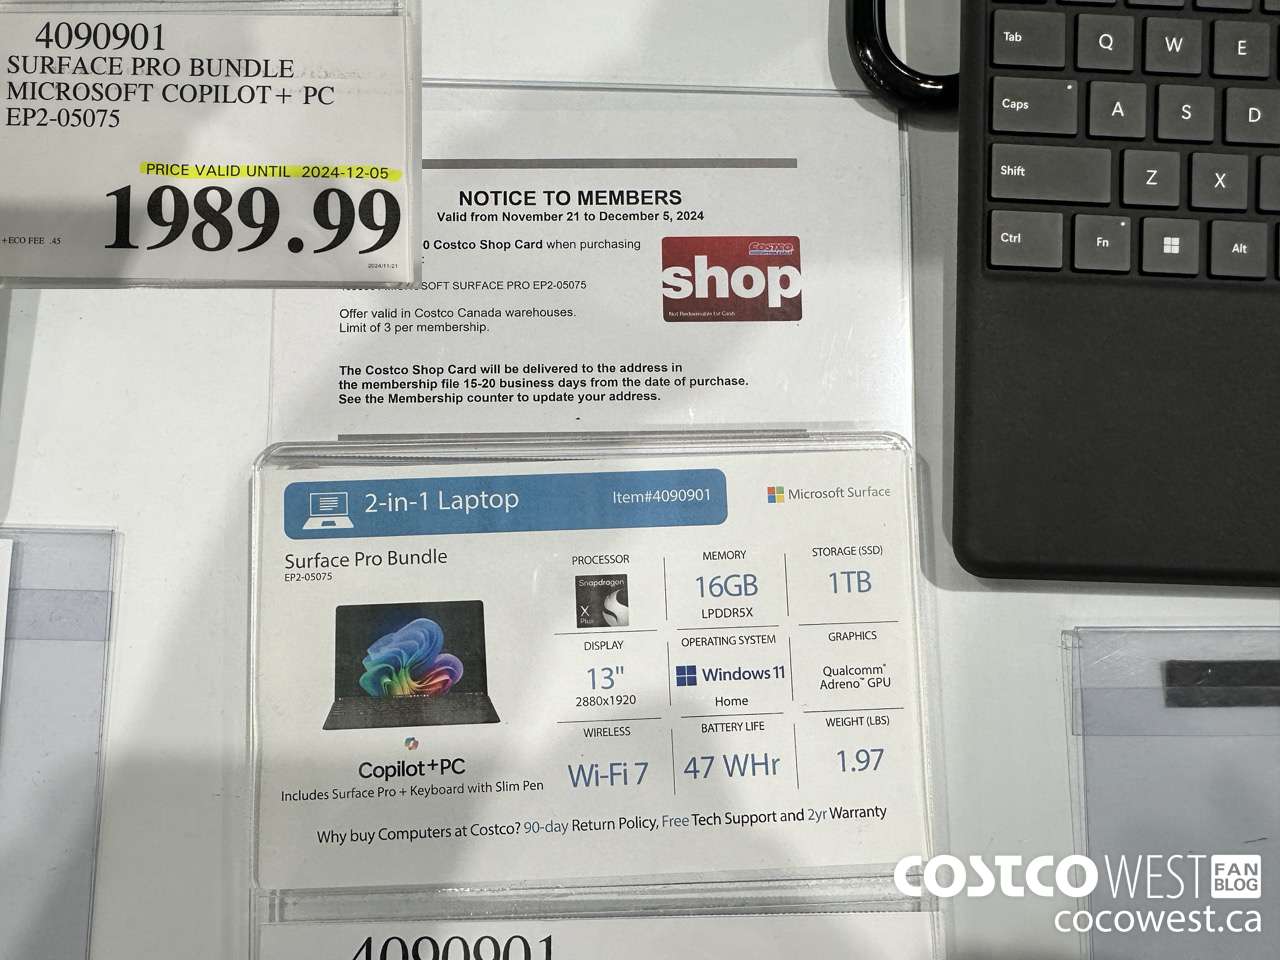 4090901
SURFACE PRO BUNDLE
MICROSOFT COPILOT+ PC
EP2-05075
PRICE VALID UNTIL 2024-12-05
1989.99
+ECO FEE .45
2024/11/21
NOTICE TO MEMBERS
Valid from November 21 to December 5, 2024
0 Costco Shop Card when purchasing
:
SOFT SURFACE PRO EP2-05075
Offer valid in Costco Canada warehouses.
Limit of 3 per membership.
The Costco Shop Card will be delivered to the address in
the membership file 15-20 business days from the date of purchase.
See the Membership counter to update your address.
COSTCO
shop
Not Redeemable for Cash
2-in-1 Laptop
Item#4090901
Microsoft Surface
Surface Pro Bundle
EP2-05075
Copilot+PC
Includes Surface Pro + Keyboard with Slim Pen
PROCESSOR
Snapdragon
X
Plus
MEMORY
16GB
LPDDR5X
STORAGE (SSD)
1TB
DISPLAY
13"
2880x1920
OPERATING SYSTEM
Windows 11
Home
GRAPHICS
Qualcomm®
Adreno™ GPU
WIRELESS
Wi-Fi 7
BATTERY LIFE
47 WHr
WEIGHT (LBS)
1.97
Why buy Computers at Costco? 90-day Return Policy, Free Tech Support and 2yr Warranty
4090901
Tab Q W E
Caps A S D
Shift Z X
Ctrl Fn Alt
COSTCO WEST FAN BLOG
cocowest.ca